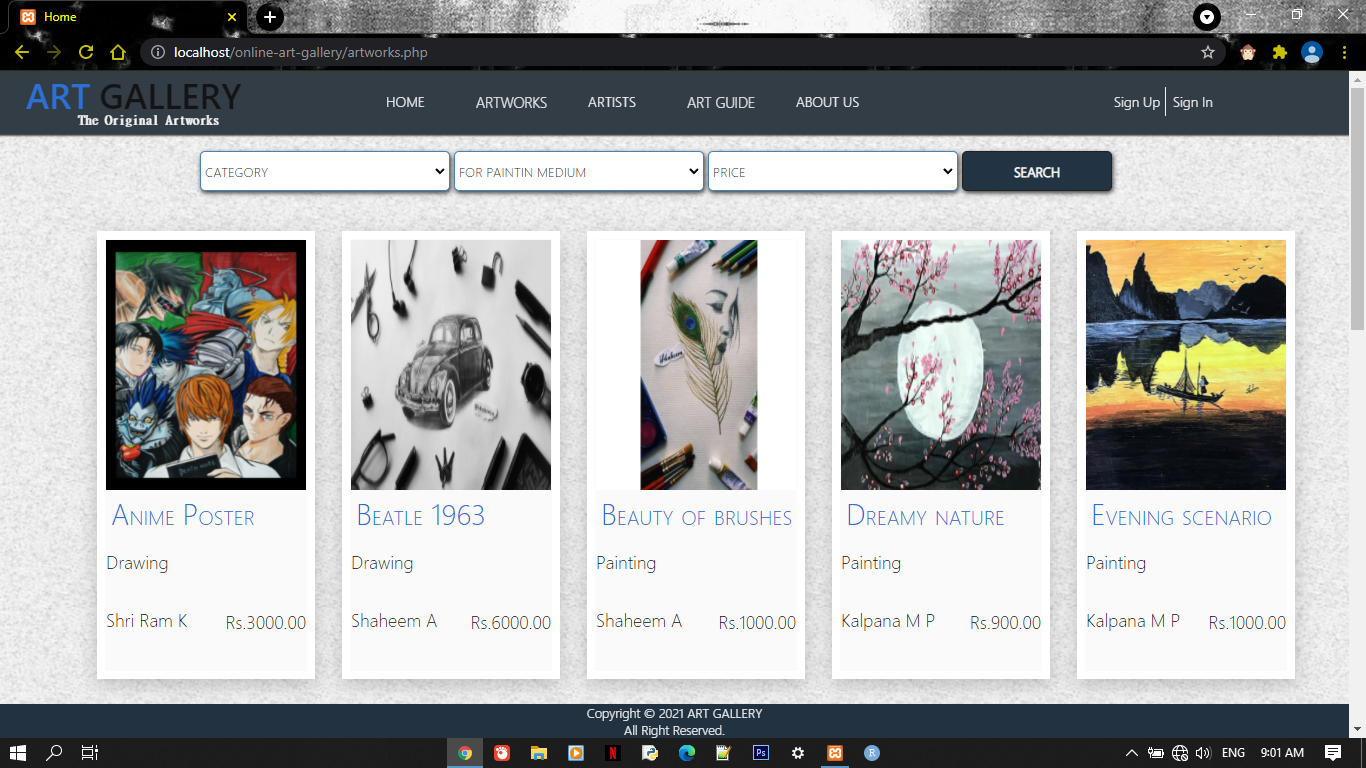 Home
localhost/online-art-gallery/artworks.php
ART GALLERY
The Original Artworks
HOME ARTWORKS ARTISTS ART GUIDE ABOUT US Sign Up Sign In
CATEGORY FOR PAINTIN MEDIUM PRICE SEARCH
DEATH NOTE
Anime Poster
Drawing
Shri Ram K Rs.3000.00
Beatle 1963
Drawing
Shaheem A Rs.6000.00
Beauty of brushes
Painting
Shaheem A Rs.1000.00
Dreamy nature
Painting
Kalpana M P Rs.900.00
Evening scenario
Painting
Kalpana M P Rs.1000.00
Copyright © 2021 ART GALLERY
All Right Reserved.
N Ps R ENG 9:01 AM